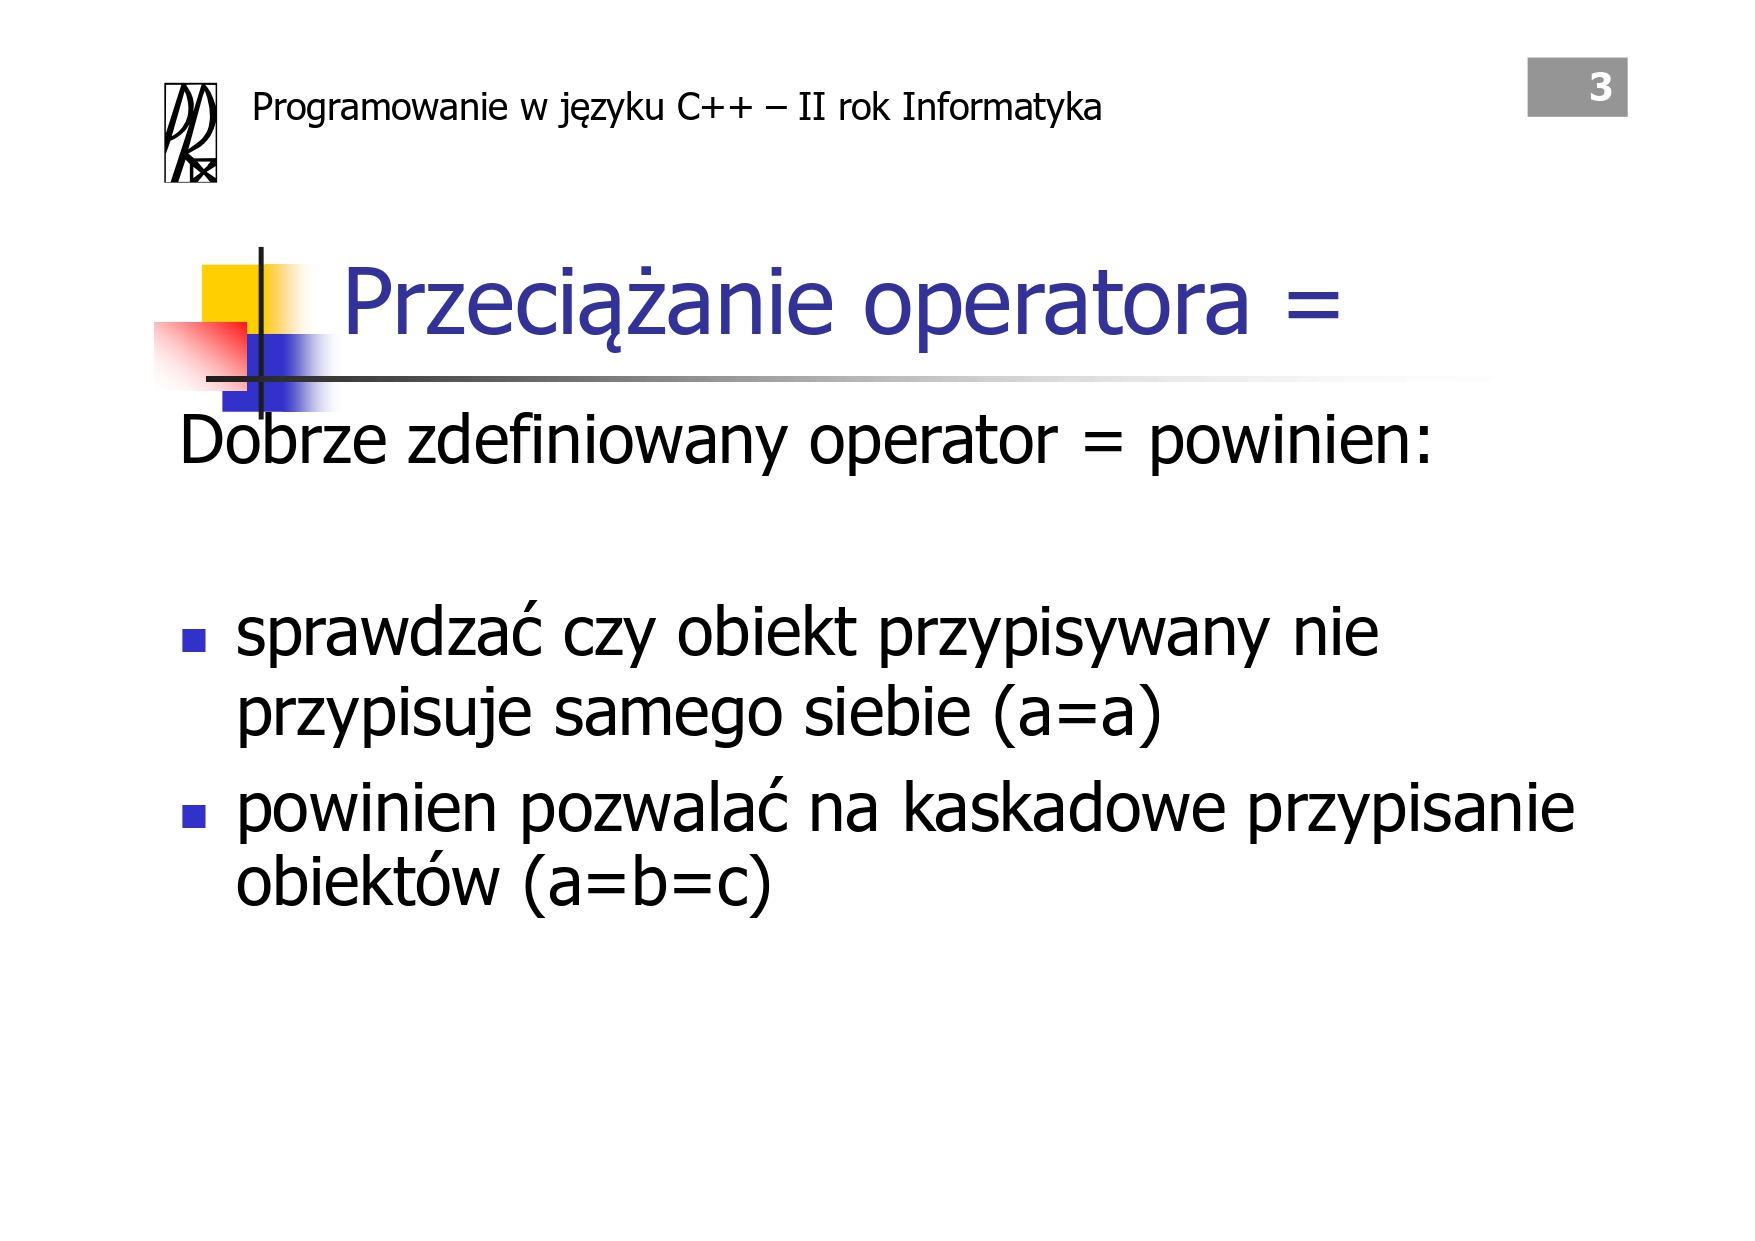 Programowanie w języku C++ – II rok Informatyka
3
Przeciążanie operatora =
Dobrze zdefiniowany operator = powinien:
sprawdzać czy obiekt przypisywany nie
przypisuje samego siebie (a=a)
powinien pozwalać na kaskadowe przypisanie
obiektów (a=b=c)